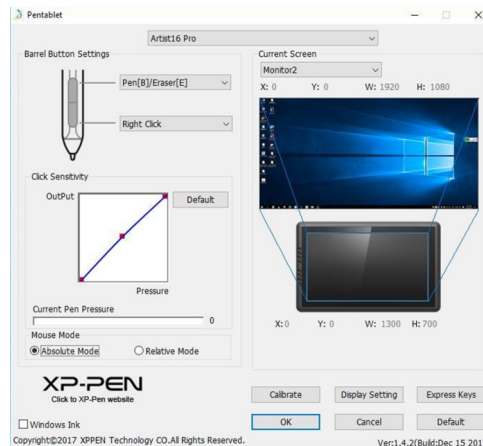 Pentablet
Artist16 Pro
Barrel Button Settings
Pen[B]/Eraser[E]
Right Click
Click Sensitivity
OutPut
Default
Pressure
Current Pen Pressure
0
Mouse Mode
Absolute Mode
Relative Mode
XP-PEN
Click to XP-Pen website
Windows Ink
Copyright©2017 XPPEN Technology CO.All Rights Reserved.
Current Screen
Monitor2
X: 0 Y: 0 W: 1920 H: 1080
X: 0 Y: 0 W: 1300 H: 700
Calibrate
Display Setting
Express Keys
OK
Cancel
Default
Ver:1.4.2(Build:Dec 15 201